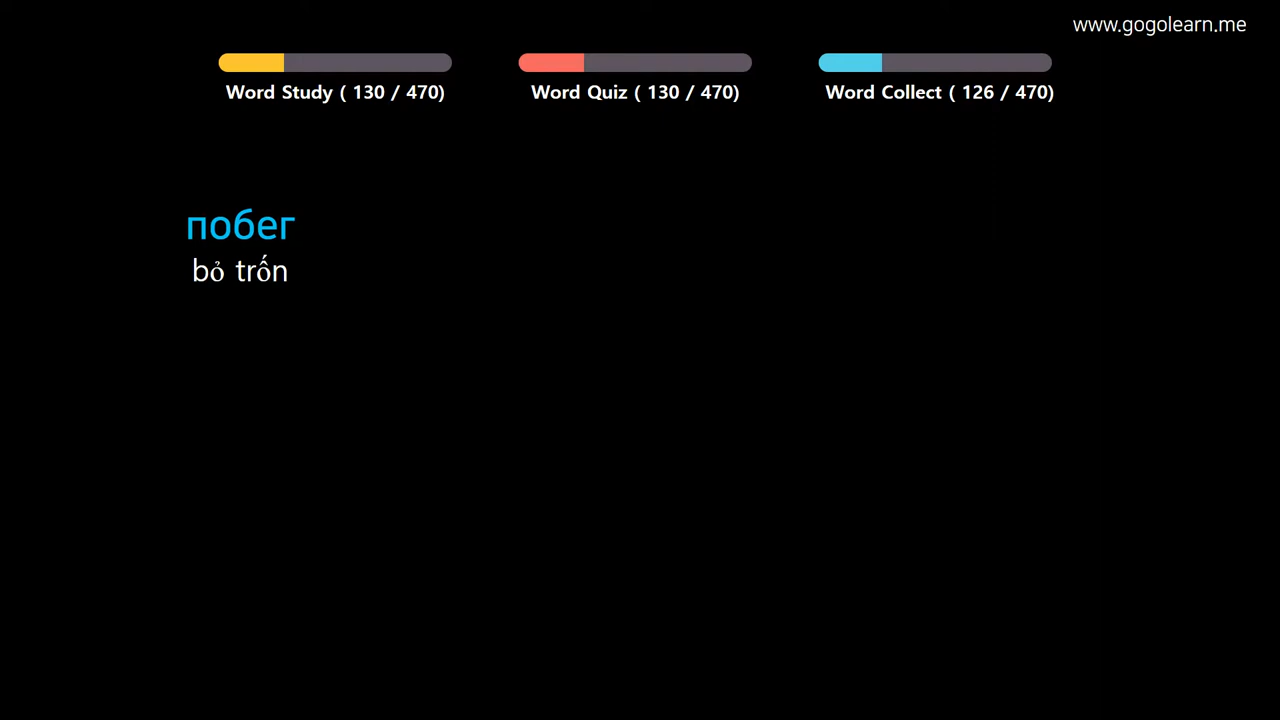 www.gogolearn.me
Word Study ( 130 / 470)
Word Quiz ( 130 / 470)
Word Collect ( 126 / 470)
побег
bỏ trốn